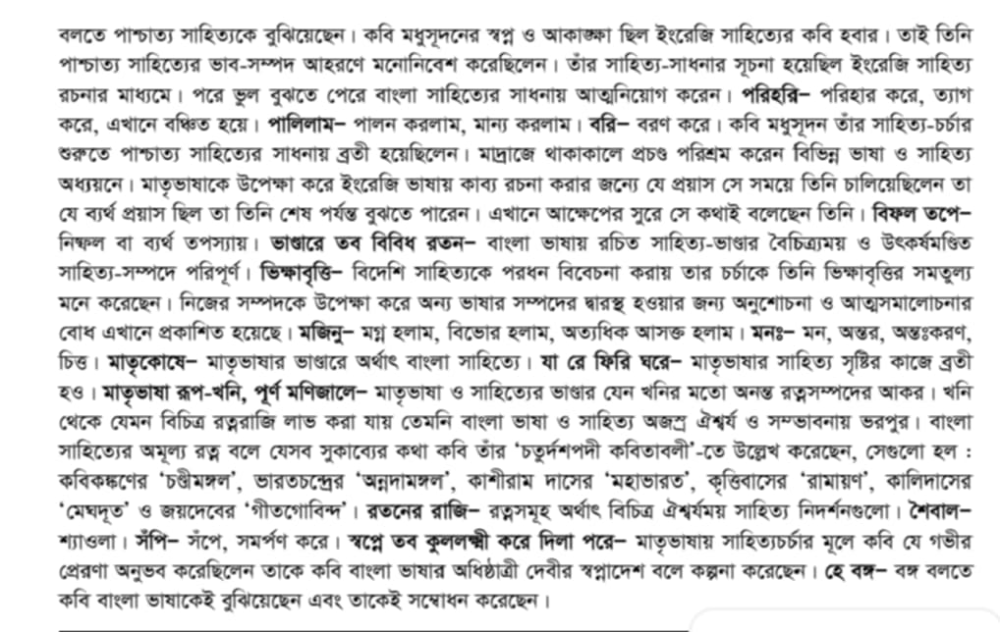 বলতে পাশ্চাত্য সাহিত্যকে বুঝিয়েছেন। কবি মধুসূদনের স্বপ্ন ও আকাঙ্ক্ষা ছিল ইংরেজি সাহিত্যের কবি হবার। তাই তিনি
পাশ্চাত্য সাহিত্যের ভাব-সম্পদ আহরণে মনোনিবেশ করেছিলেন। তাঁর সাহিত্য-সাধনার সূচনা হয়েছিল ইংরেজি সাহিত্য
রচনার মাধ্যমে। পরে ভুল বুঝতে পেরে বাংলা সাহিত্যের সাধনায় আত্মনিয়োগ করেন। পরিহরি– পরিহার করে, ত্যাগ
করে, এখানে বঞ্চিত হয়ে। পালিলাম– পালন করলাম, মান্য করলাম। বরি– বরণ করে। কবি মধুসূদন তাঁর সাহিত্য-চর্চার
শুরুতে পাশ্চাত্য সাহিত্যের সাধনায় ব্রতী হয়েছিলেন। মাদ্রাজে থাকাকালে প্রচণ্ড পরিশ্রম করেন বিভিন্ন ভাষা ও সাহিত্য
অধ্যয়নে। মাতৃভাষাকে উপেক্ষা করে ইংরেজি ভাষায় কাব্য রচনা করার জন্যে যে প্রয়াস সে সময়ে তিনি চালিয়েছিলেন তা
যে ব্যর্থ প্রয়াস ছিল তা তিনি শেষ পর্যন্ত বুঝতে পারেন। এখানে আক্ষেপের সুরে সে কথাই বলেছেন তিনি। বিফল তপে–
নিষ্ফল বা ব্যর্থ তপস্যায়। ভাণ্ডারে তব বিবিধ রতন– বাংলা ভাষায় রচিত সাহিত্য-ভাণ্ডার বৈচিত্র্যময় ও উৎকর্ষমণ্ডিত
সাহিত্য-সম্পদে পরিপূর্ণ। ভিক্ষাবৃত্তি– বিদেশি সাহিত্যকে পরধন বিবেচনা করায় তার চর্চাকে তিনি ভিক্ষাবৃত্তির সমতুল্য
মনে করেছেন। নিজের সম্পদকে উপেক্ষা করে অন্য ভাষার সম্পদের দ্বারস্থ হওয়ার জন্য অনুশোচনা ও আত্মসমালোচনার
বোধ এখানে প্রকাশিত হয়েছে। মজিনু– মগ্ন হলাম, বিভোর হলাম, অত্যধিক আসক্ত হলাম। মনঃ– মন, অন্তর, অন্তঃকরণ,
চিত্ত। মাতৃকোষে– মাতৃভাষার ভাণ্ডারে অর্থাৎ বাংলা সাহিত্যে। যা রে ফিরি ঘরে– মাতৃভাষার সাহিত্য সৃষ্টির কাজে ব্রতী
হও। মাতৃভাষা রূপ-খনি, পূর্ণ মণিজালে– মাতৃভাষা ও সাহিত্যের ভাণ্ডার যেন খনির মতো অনন্ত রত্নসম্পদের আকর। খনি
থেকে যেমন বিচিত্র রত্নরাজি লাভ করা যায় তেমনি বাংলা ভাষা ও সাহিত্য অজস্র ঐশ্বর্য ও সম্ভাবনায় ভরপুর। বাংলা
সাহিত্যের অমূল্য রত্ন বলে যেসব সুকাব্যের কথা কবি তাঁর ‘চতুর্দশপদী কবিতাবলী’-তে উল্লেখ করেছেন, সেগুলো হল :
কবিকঙ্কণের ‘চণ্ডীমঙ্গল’, ভারতচন্দ্রের ‘অন্নদামঙ্গল’, কাশীরাম দাসের ‘মহাভারত’, কৃত্তিবাসের ‘রামায়ণ’, কালিদাসের
‘মেঘদূত’ ও জয়দেবের ‘গীতগোবিন্দ’। রতনের রাজি– রত্নসমূহ অর্থাৎ বিচিত্র ঐশ্বর্যময় সাহিত্য নিদর্শনগুলো। শৈবাল–
শ্যাওলা। সঁপি– সঁপে, সমর্পণ করে। স্বপ্নে তব কুললক্ষ্মী কয়ে দিলা পরে– মাতৃভাষায় সাহিত্যচর্চার মূলে কবি যে গভীর
প্রেরণা অনুভব করেছিলেন তাকে কবি বাংলা ভাষার অধিষ্ঠাত্রী দেবীর স্বপ্নাদেশ বলে কল্পনা করেছেন। হে বঙ্গ– বঙ্গ বলতে
কবি বাংলা ভাষাকেই বুঝিয়েছেন এবং তাকেই সম্বোধন করেছেন।